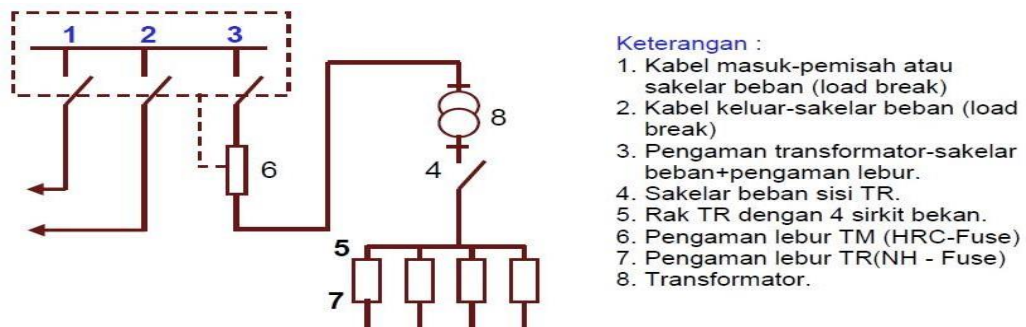 1 2 3
6
8
4
5
7
Keterangan :
1. Kabel masuk-pemisah atau
sakelar beban (load break)
2. Kabel keluar-sakelar beban (load
break)
3. Pengaman transformator-sakelar
beban+pengaman lebur.
4. Sakelar beban sisi TR.
5. Rak TR dengan 4 sirkit bekan.
6. Pengaman lebur TM (HRC-Fuse)
7. Pengaman lebur TR(NH - Fuse)
8. Transformator.